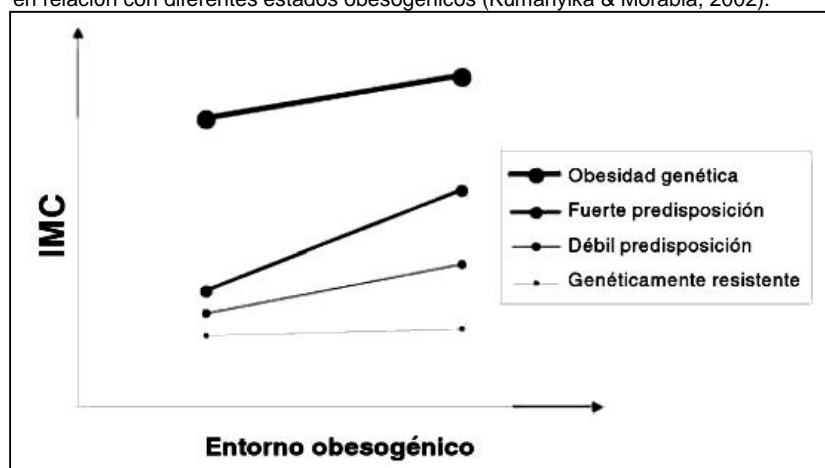 en relación con diferentes estados obesogénicos (Kumanyika & Morabia, 2002).
IMC
Obesidad genética
Fuerte predisposición
Débil predisposición
Genéticamente resistente
Entorno obesogénico